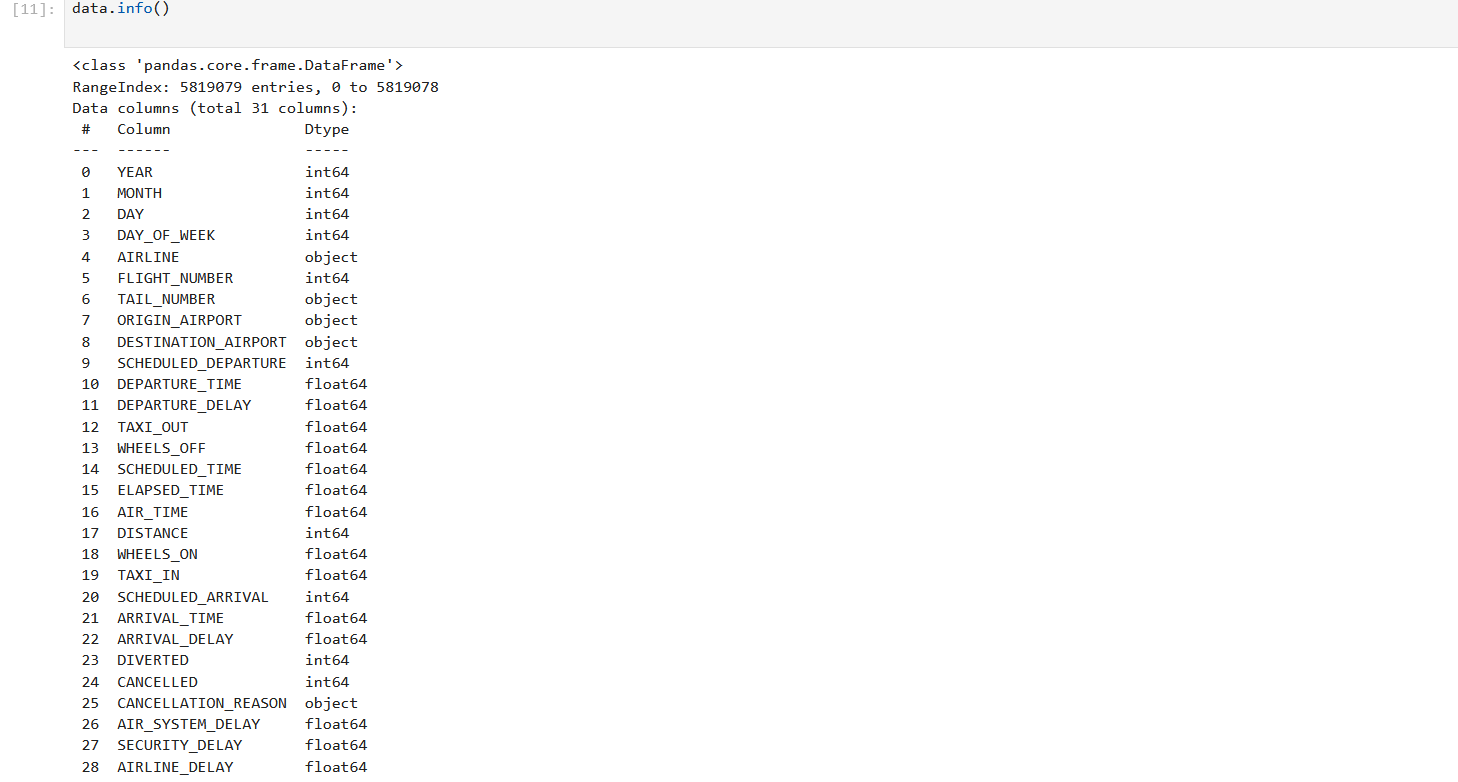 [11]: data.info()
<class 'pandas.core.frame.DataFrame'>
RangeIndex: 5819079 entries, 0 to 5819078
Data columns (total 31 columns):
 #   Column               Dtype
---  ------               -----
 0   YEAR                 int64
 1   MONTH                int64
 2   DAY                  int64
 3   DAY_OF_WEEK          int64
 4   AIRLINE              object
 5   FLIGHT_NUMBER        int64
 6   TAIL_NUMBER          object
 7   ORIGIN_AIRPORT       object
 8   DESTINATION_AIRPORT  object
 9   SCHEDULED_DEPARTURE  int64
 10  DEPARTURE_TIME       float64
 11  DEPARTURE_DELAY      float64
 12  TAXI_OUT             float64
 13  WHEELS_OFF           float64
 14  SCHEDULED_TIME       float64
 15  ELAPSED_TIME         float64
 16  AIR_TIME             float64
 17  DISTANCE             int64
 18  WHEELS_ON            float64
 19  TAXI_IN              float64
 20  SCHEDULED_ARRIVAL    int64
 21  ARRIVAL_TIME         float64
 22  ARRIVAL_DELAY        float64
 23  DIVERTED             int64
 24  CANCELLED            int64
 25  CANCELLATION_REASON  object
 26  AIR_SYSTEM_DELAY     float64
 27  SECURITY_DELAY       float64
 28  AIRLINE_DELAY        float64